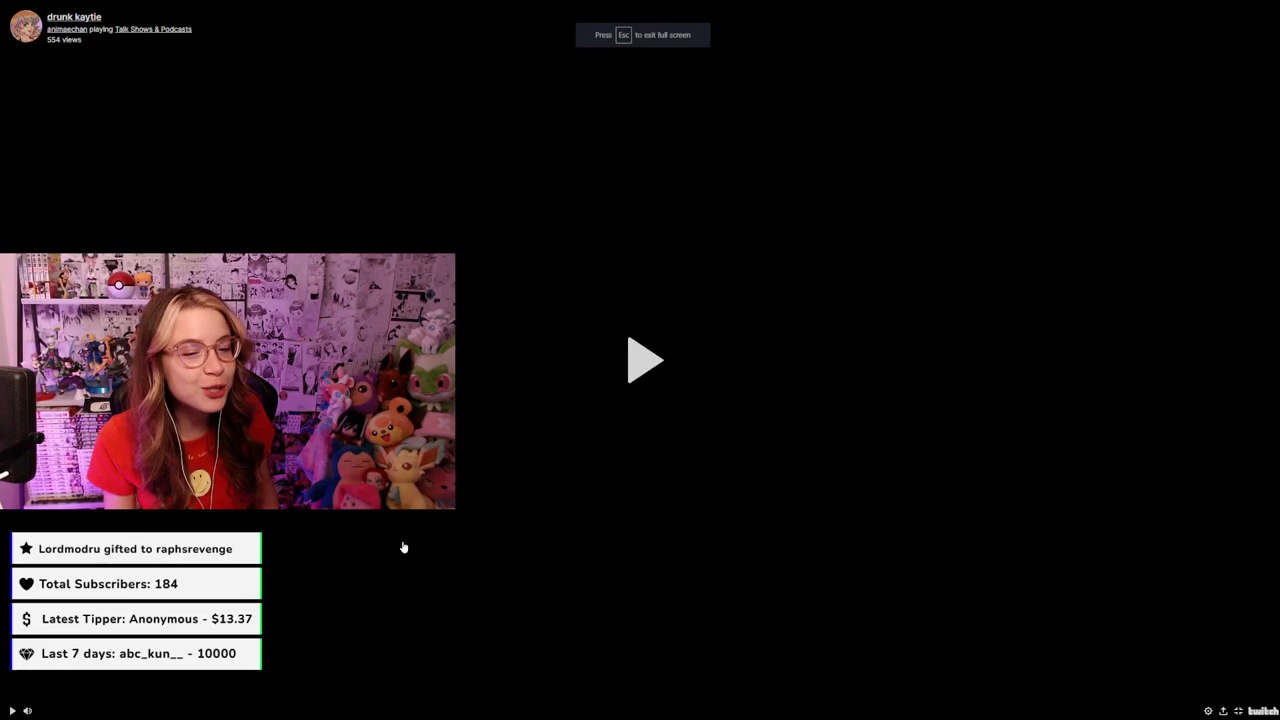 drunk kaytie
animaechan playing Talk Shows & Podcasts
554 views
Press Esc to exit full screen
Lordmodru gifted to raphsrevenge
Total Subscribers: 184
$ Latest Tipper: Anonymous - $13.37
Last 7 days: abc_kun__ - 10000
twitch